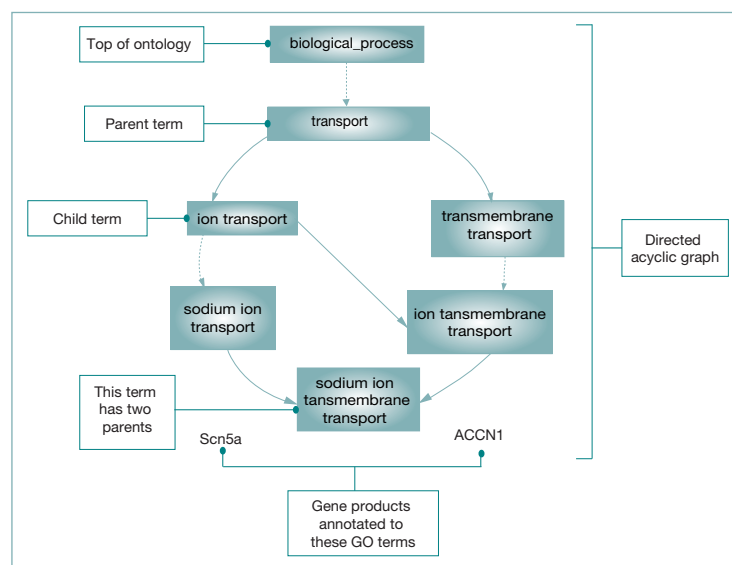 Top of ontology
biological_process
Parent term
transport
Child term
ion transport
transmembrane
transport
Directed
acyclic graph
sodium ion
transport
ion tansmembrane
transport
This term
has two
parents
sodium ion
tansmembrane
transport
Scn5a
ACCN1
Gene products
annotated to
these GO terms